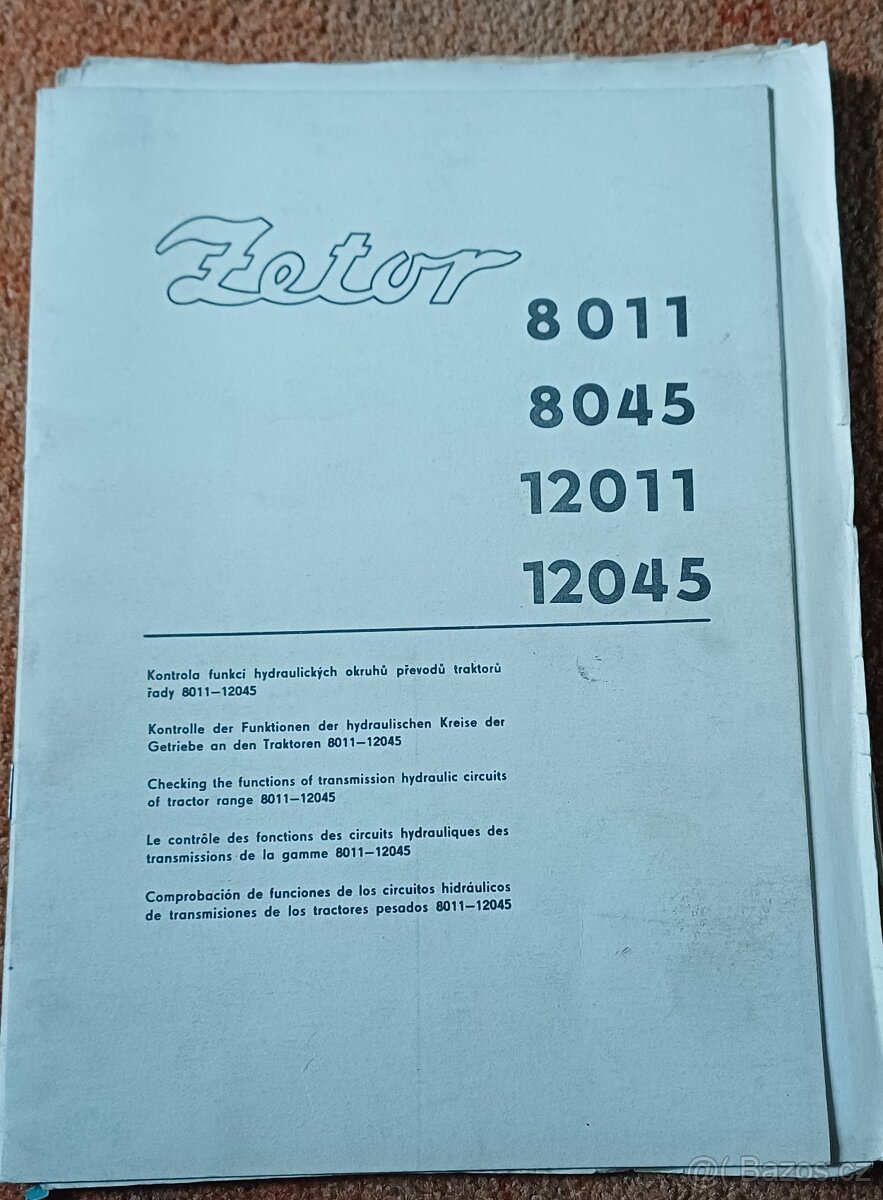 Zetor
8011
8045
12011
12045
Kontrola funkcí hydraulických okruhů převodů traktorů
řady 8011—12045
Kontrolle der Funktionen der hydraulischen Kreise der
Getriebe an den Traktoren 8011—12045
Checking the functions of transmission hydraulic circuits
of tractor range 8011—12045
Le contrôle des fonctions des circuits hydrauliques des
transmissions de la gamme 8011—12045
Comprobación de funciones de los circuitos hidráulicos
de transmisiones de los tractores pesados 8011—12045
@( Bazos.cz